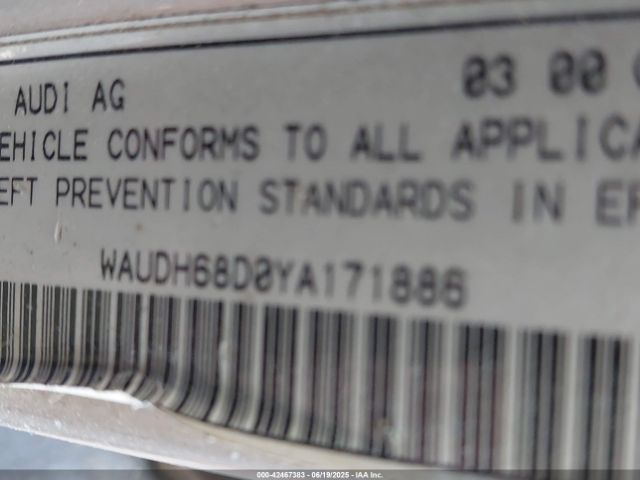 AUDI AG 03 00
EHICLE CONFORMS TO ALL APPLICA
EFT PREVENTION STANDARDS IN EF
WAUDH68D0YA171886
000-42467383 / 06/19/2025 - IAA Inc.